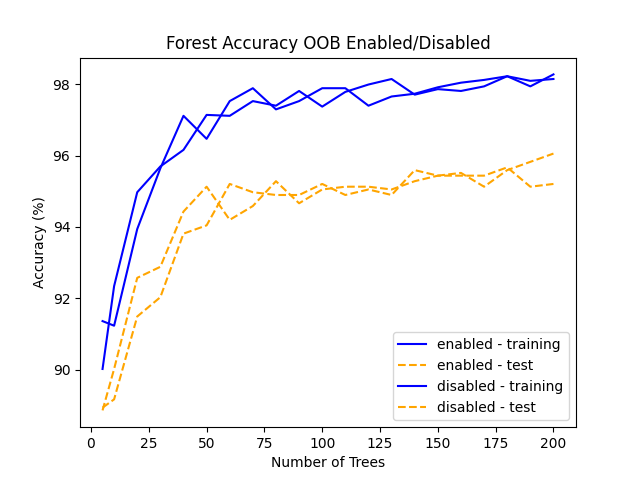 Forest Accuracy OOB Enabled/Disabled
98
96
94
92
90
Accuracy (%)
enabled - training
enabled - test
disabled - training
disabled - test
0 25 50 75 100 125 150 175 200
Number of Trees